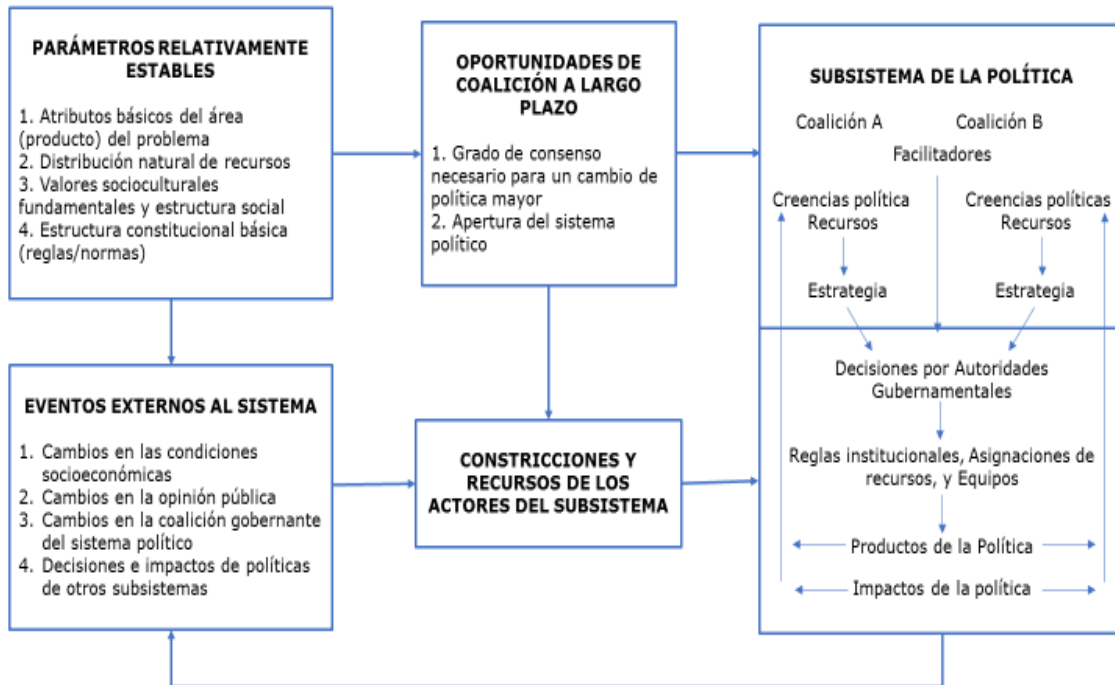 PARÁMETROS RELATIVAMENTE
ESTABLES
1. Atributos básicos del área
(producto) del problema
2. Distribución natural de recursos
3. Valores socioculturales
fundamentales y estructura social
4. Estructura constitucional básica
(reglas/normas)
OPORTUNIDADES DE
COALICIÓN A LARGO
PLAZO
1. Grado de consenso
necesario para un cambio de
política mayor
2. Apertura del sistema
político
SUBSISTEMA DE LA POLÍTICA
Coalición A
Coalición B
Facilitadores
Creencias política
Recursos
Creencias políticas
Recursos
Estrategia
Estrategia
Decisiones por Autoridades
Gubernamentales
Reglas institucionales, Asignaciones de
recursos, y Equipos
Productos de la Política
Impactos de la política
EVENTOS EXTERNOS AL SISTEMA
1. Cambios en las condiciones
socioeconómicas
2. Cambios en la opinión pública
3. Cambios en la coalición gobernante
del sistema político
4. Decisiones e impactos de políticas
de otros subsistemas
CONSTRICCIONES Y
RECURSOS DE LOS
ACTORES DEL SUBSISTEMA